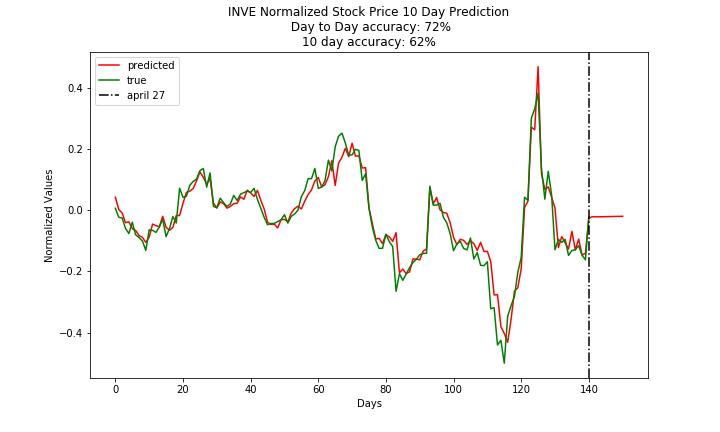 INVE Normalized Stock Price 10 Day Prediction
Day to Day accuracy: 72%
10 day accuracy: 62%
predicted
true
april 27
Normalized Values
0.4
0.2
0.0
−0.2
−0.4
0 20 40 60 80 100 120 140
Days